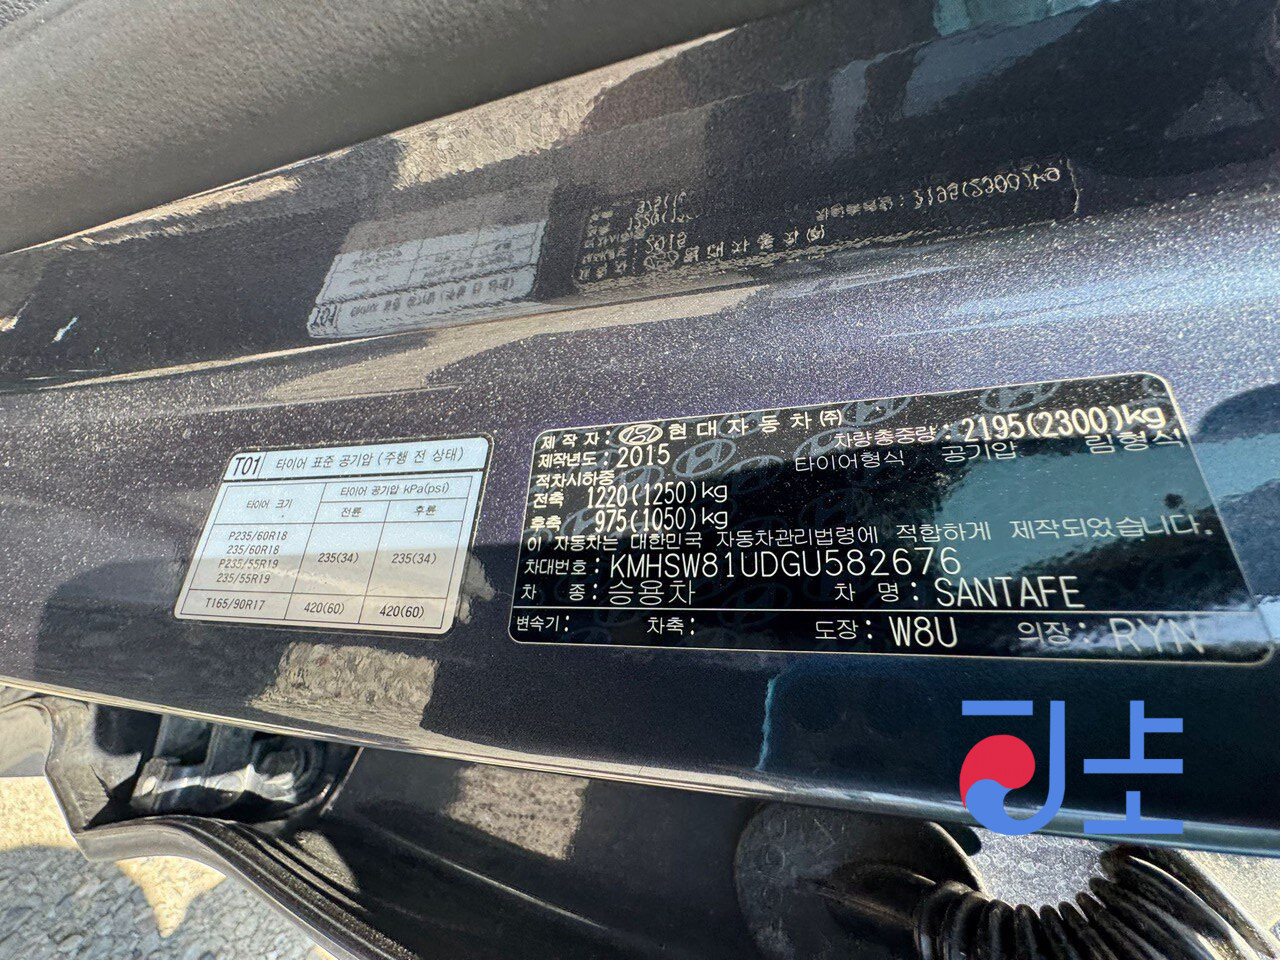 T01 타이어 표준 공기압 (주행 전 상태)
타이어 크기 타이어 공기압 kPa(psi)
전륜 후륜
P235/60R18
235/60R18
P235/55R19
235/55R19
235(34) 235(34)
T165/90R17 420(60) 420(60)
제 작 자 : 현 대 자 동 차 ㈜
제작년도 : 2015 차량총중량 : 2195(2300)kg
적차시하중 타이어형식 공기압 림형식
전축 1220(1250)kg
후축 975(1050)kg
이 자동차는 대한민국 자동차관리법령에 적합하게 제작되었습니다.
차대번호 : KMHSW81UDGU582676
차 종 : 승용차 차 명 : SANTAFE
변속기 : 차축 : 도장 : W8U 의장 : RYN